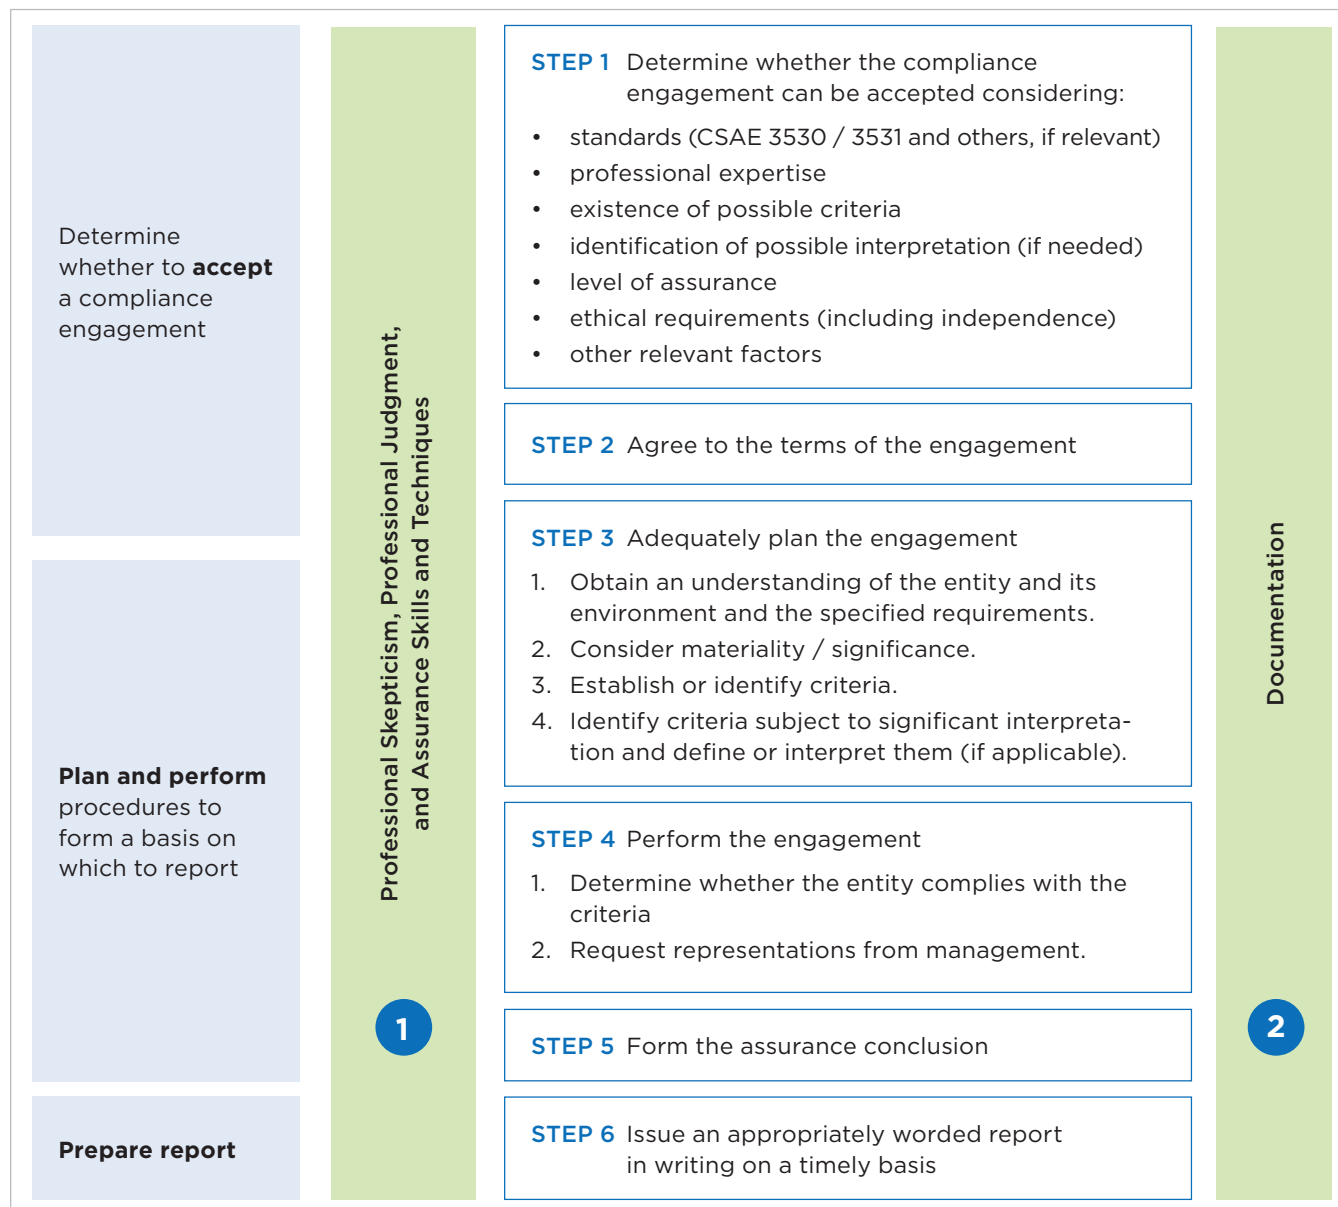 Determine
whether to accept
a compliance
engagement
Plan and perform
procedures to
form a basis on
which to report
Prepare report
Professional Skepticism, Professional Judgment,
and Assurance Skills and Techniques
1
STEP 1 Determine whether the compliance
engagement can be accepted considering:
• standards (CSAE 3530 / 3531 and others, if relevant)
• professional expertise
• existence of possible criteria
• identification of possible interpretation (if needed)
• level of assurance
• ethical requirements (including independence)
• other relevant factors
STEP 2 Agree to the terms of the engagement
STEP 3 Adequately plan the engagement
1. Obtain an understanding of the entity and its
environment and the specified requirements.
2. Consider materiality / significance.
3. Establish or identify criteria.
4. Identify criteria subject to significant interpreta-
tion and define or interpret them (if applicable).
STEP 4 Perform the engagement
1. Determine whether the entity complies with the
criteria
2. Request representations from management.
STEP 5 Form the assurance conclusion
STEP 6 Issue an appropriately worded report
in writing on a timely basis
Documentation
2